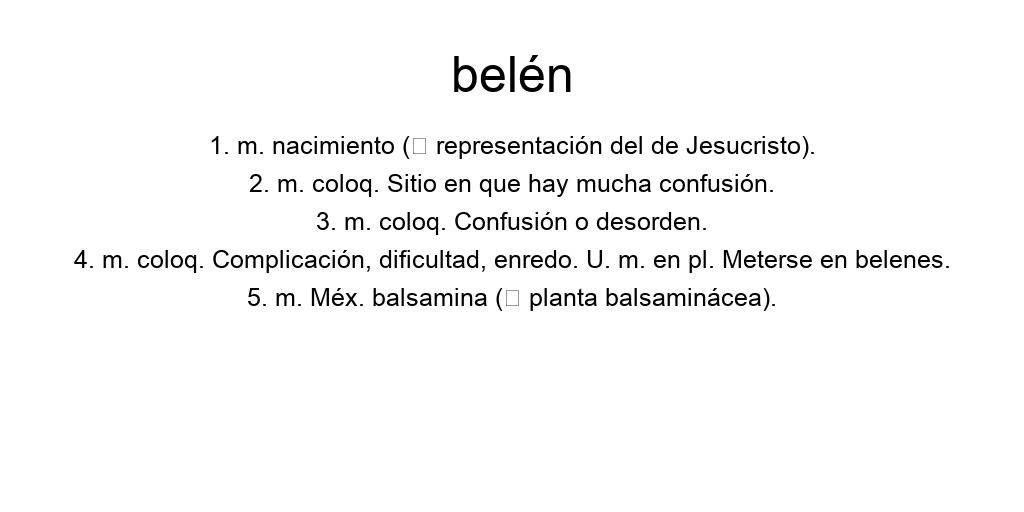 belén
1. m. nacimiento (□ representación del de Jesucristo).
2. m. coloq. Sitio en que hay mucha confusión.
3. m. coloq. Confusión o desorden.
4. m. coloq. Complicación, dificultad, enredo. U. m. en pl. Meterse en belenes.
5. m. Méx. balsamina (□ planta balsaminácea).